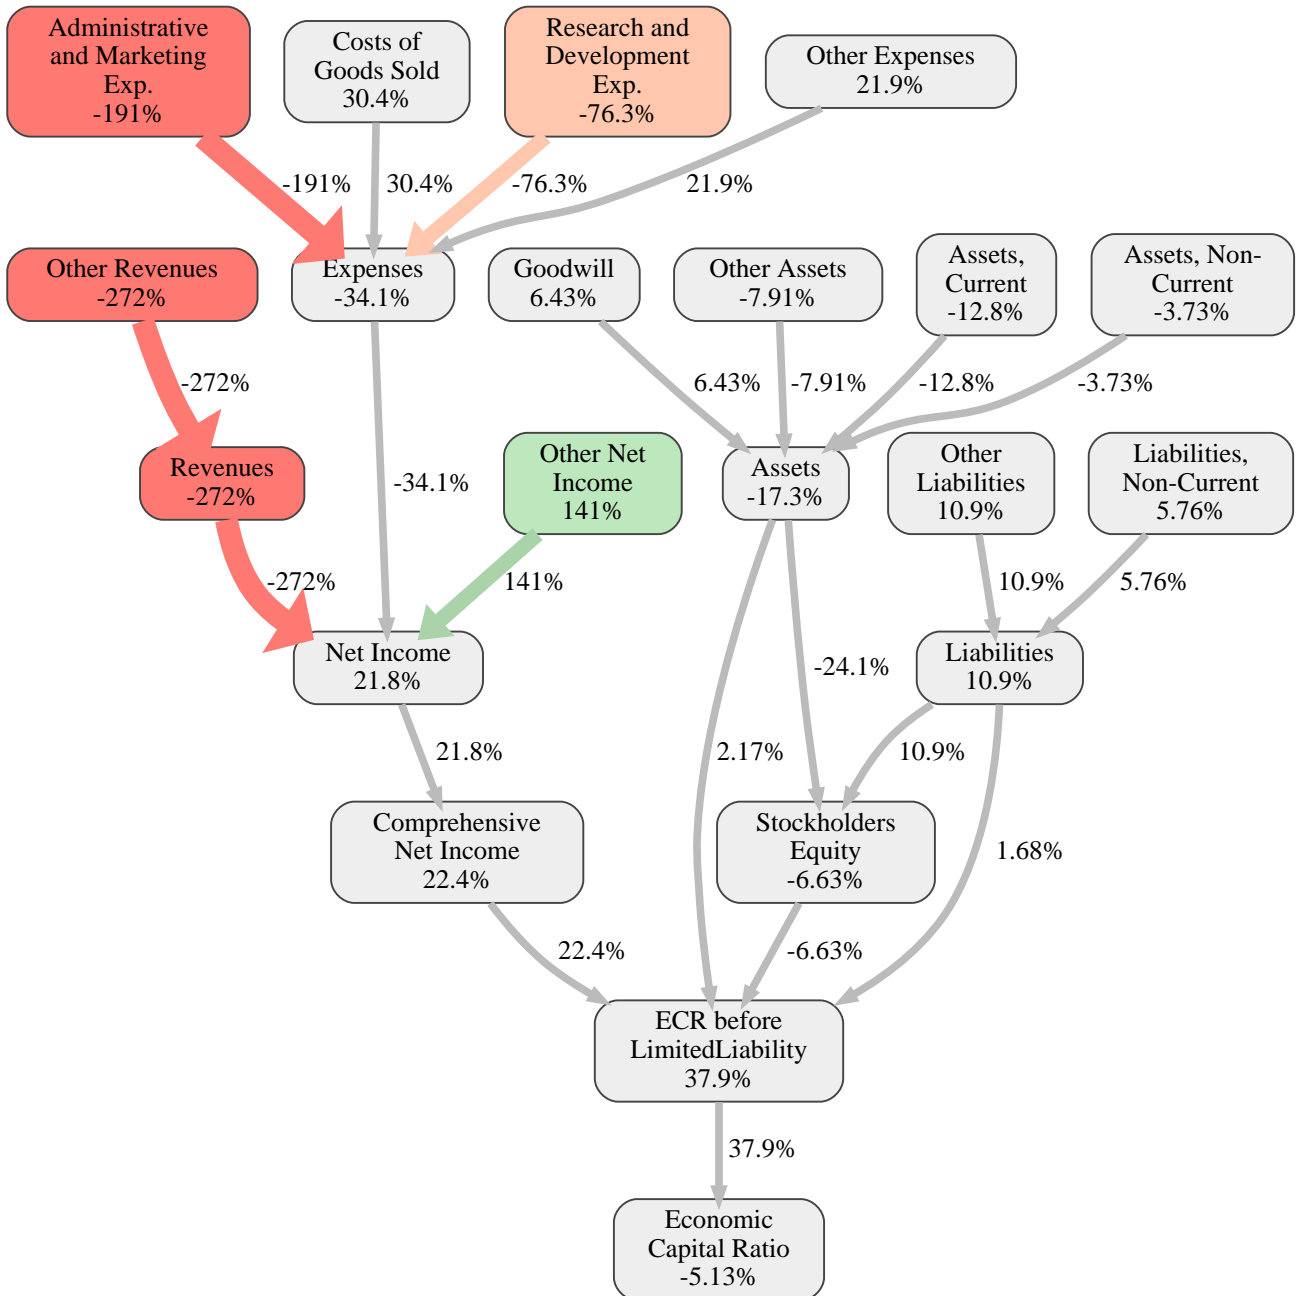 Administrative
and Marketing
Exp.
-191%
Costs of
Goods Sold
30.4%
Research and
Development
Exp.
-76.3%
Other Expenses
21.9%
-191%
30.4%
-76.3%
21.9%
Other Revenues
-272%
Expenses
-34.1%
Goodwill
6.43%
Other Assets
-7.91%
Assets,
Current
-12.8%
Assets, Non-
Current
-3.73%
-272%
6.43%
-7.91%
-12.8%
-3.73%
Revenues
-272%
-34.1%
Other Net
Income
141%
Assets
-17.3%
Other
Liabilities
10.9%
Liabilities,
Non-Current
5.76%
-272%
141%
10.9%
5.76%
Net Income
21.8%
-24.1%
Liabilities
10.9%
21.8%
2.17%
10.9%
Comprehensive
Net Income
22.4%
Stockholders
Equity
-6.63%
1.68%
22.4%
-6.63%
ECR before
LimitedLiability
37.9%
37.9%
Economic
Capital Ratio
-5.13%